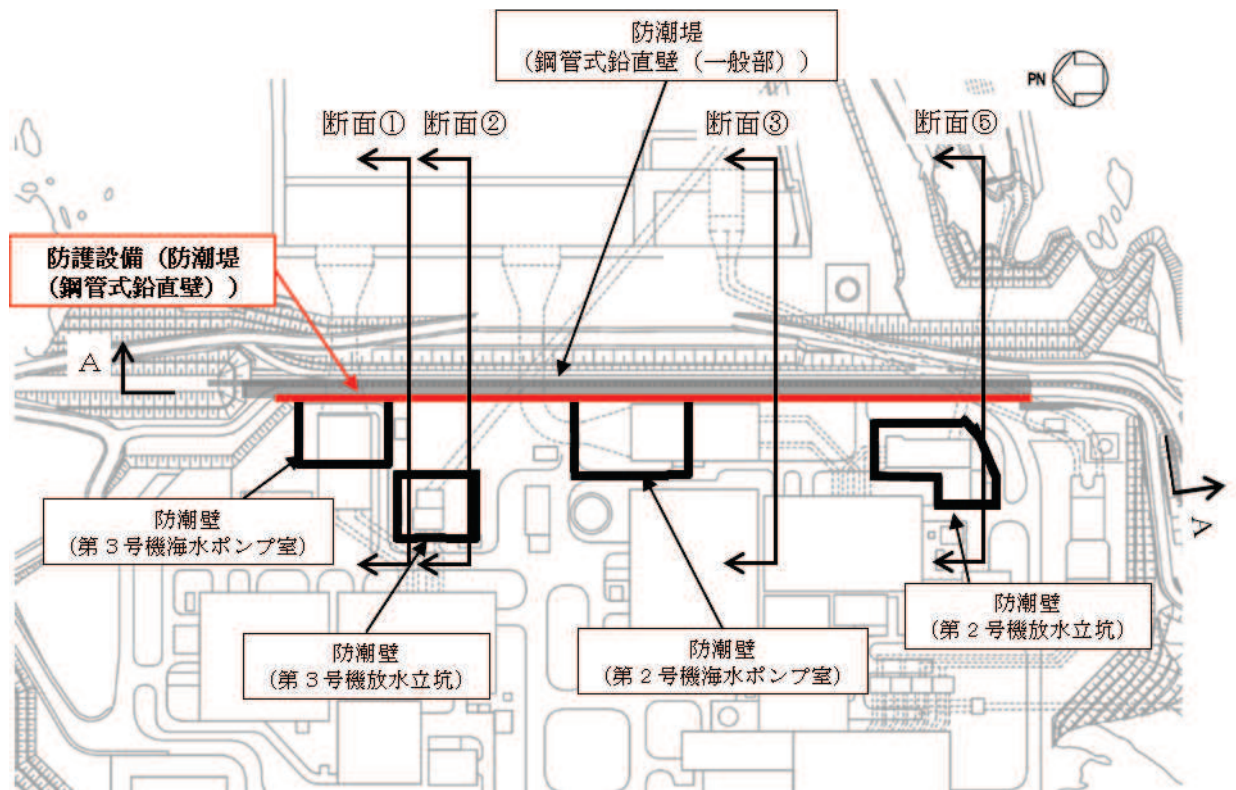 防潮堤
(鋼管式鉛直壁（一般部）)
PN
断面①
断面②
断面③
断面⑤
防護設備（防潮堤
（鋼管式鉛直壁））
A
A
防潮壁
(第３号機海水ポンプ室)
防潮壁
(第３号機放水立坑)
防潮壁
(第２号機海水ポンプ室)
防潮壁
(第２号機放水立坑)